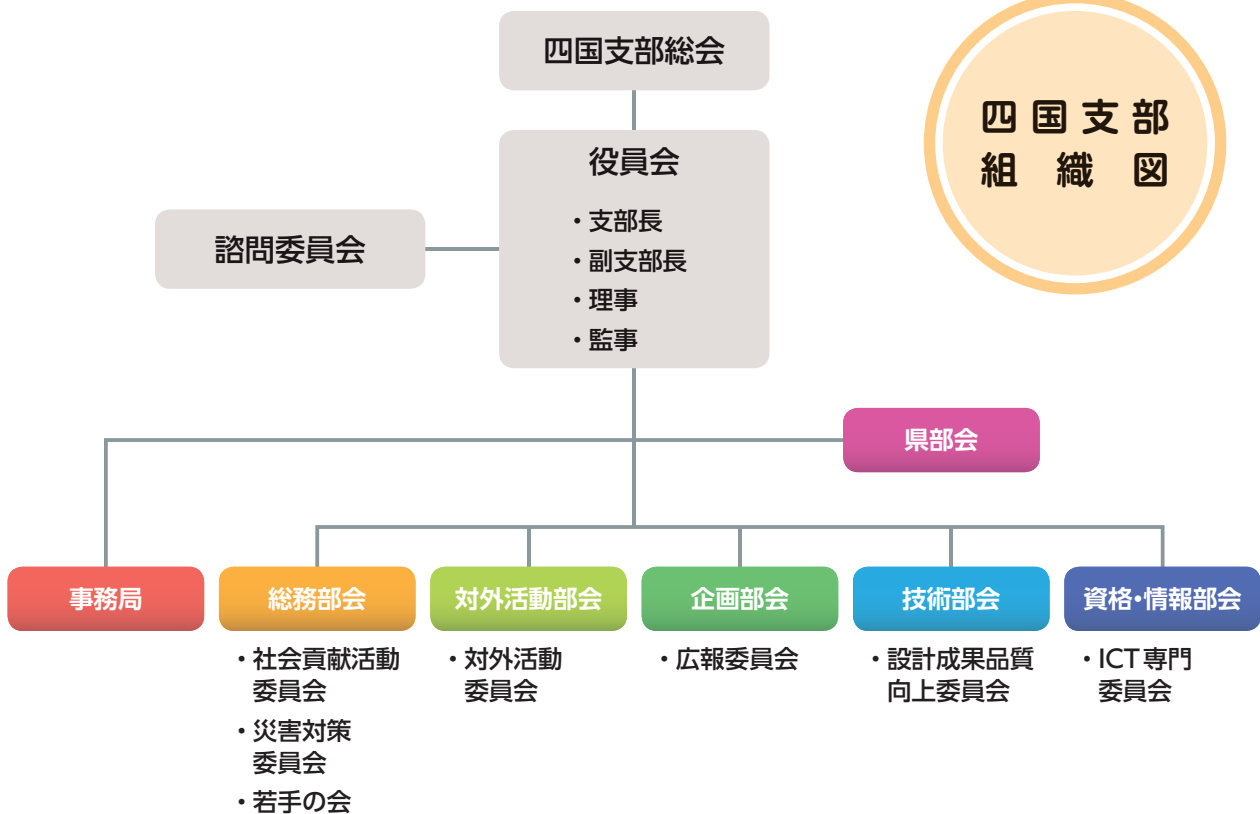 四国支部総会
四国支部
組織図
役員会
・支部長
・副支部長
・理事
・監事
諮問委員会
県部会
事務局
総務部会
・社会貢献活動
委員会
・災害対策
委員会
・若手の会
対外活動部会
・対外活動
委員会
企画部会
・広報委員会
技術部会
・設計成果品質
向上委員会
資格・情報部会
・ICT専門
委員会